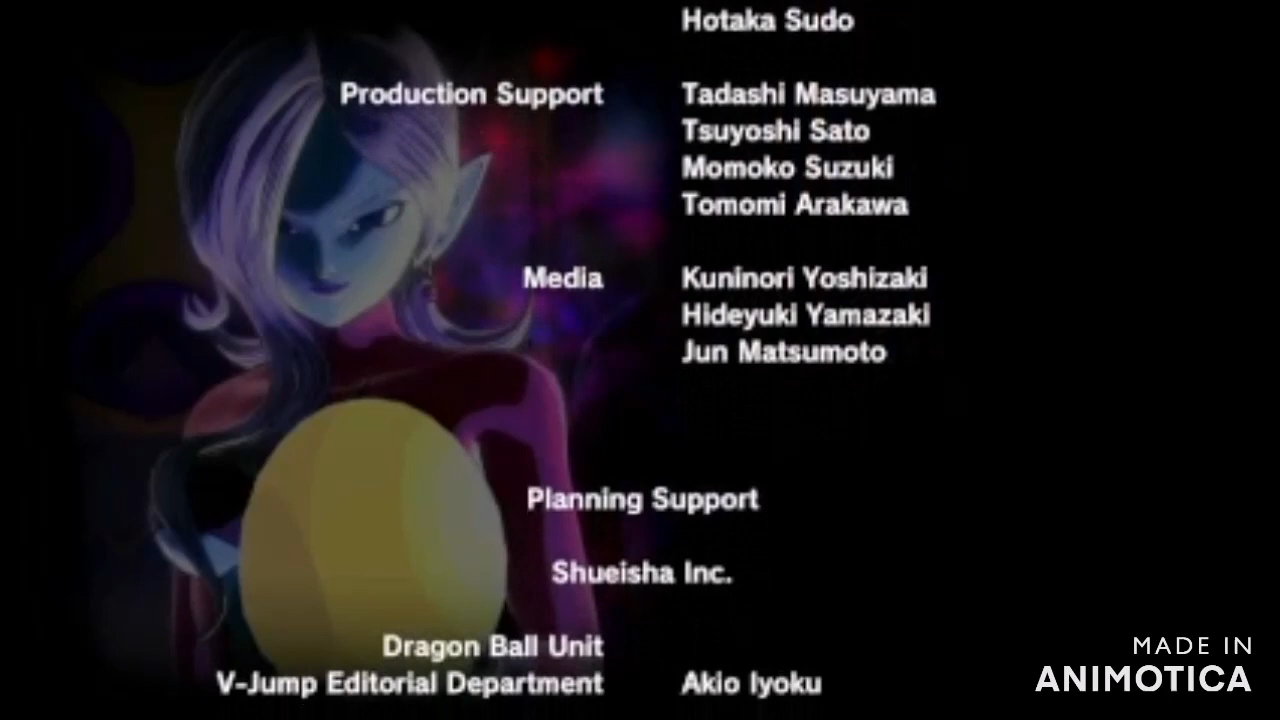 Hotaka Sudo
Production Support Tadashi Masuyama
Tsuyoshi Sato
Momoko Suzuki
Tomomi Arakawa
Media Kuninori Yoshizaki
Hideyuki Yamazaki
Jun Matsumoto
Planning Support
Shueisha Inc.
Dragon Ball Unit
V-Jump Editorial Department Akio Iyoku
MADE IN
ANIMOTICA